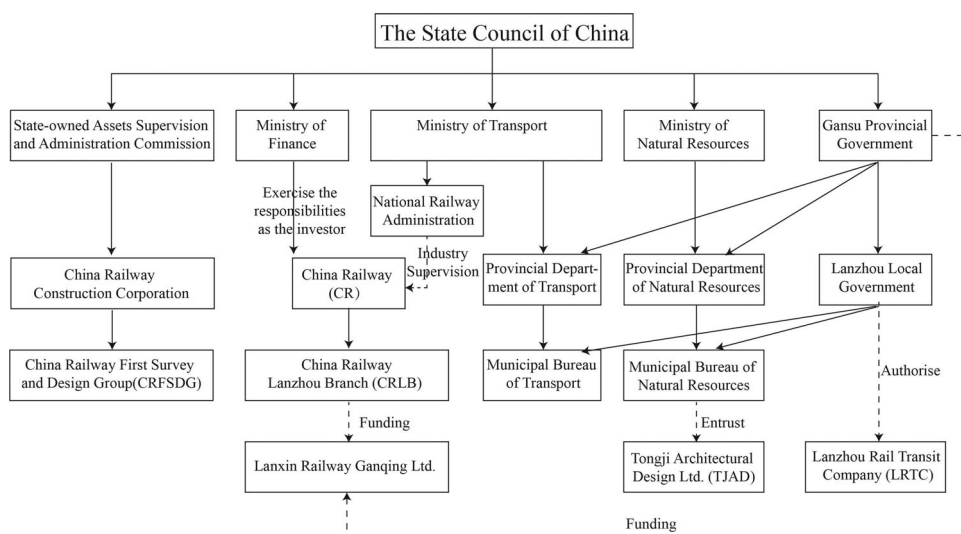 The State Council of China
State-owned Assets Supervision
and Administration Commission
Ministry of
Finance
Ministry of Transport
Ministry of
Natural Resources
Gansu Provincial
Government
Exercise the
responsibilities
as the investor
National Railway
Administration
Industry
Supervision
China Railway
Construction Corporation
China Railway
(CR)
Provincial Depart-
ment of Transport
Provincial Department
of Natural Resources
Lanzhou Local
Government
China Railway First Survey
and Design Group(CRFSDG)
China Railway
Lanzhou Branch (CRLB)
Municipal Bureau
of Transport
Municipal Bureau of
Natural Resources
Authorise
Funding
Entrust
Lanxin Railway Ganqing Ltd.
Tongji Architectural
Design Ltd. (TJAD)
Lanzhou Rail Transit
Company (LRTC)
Funding